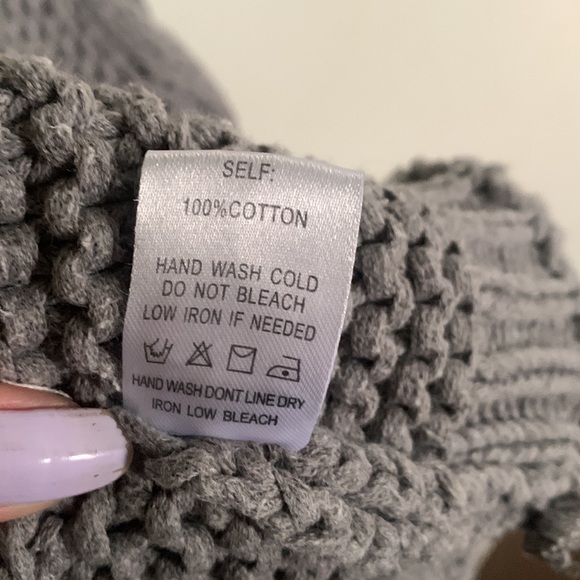 SELF:
100%COTTON
HAND WASH COLD
DO NOT BLEACH
LOW IRON IF NEEDED
HAND WASH DONT LINE DRY
IRON LOW BLEACH